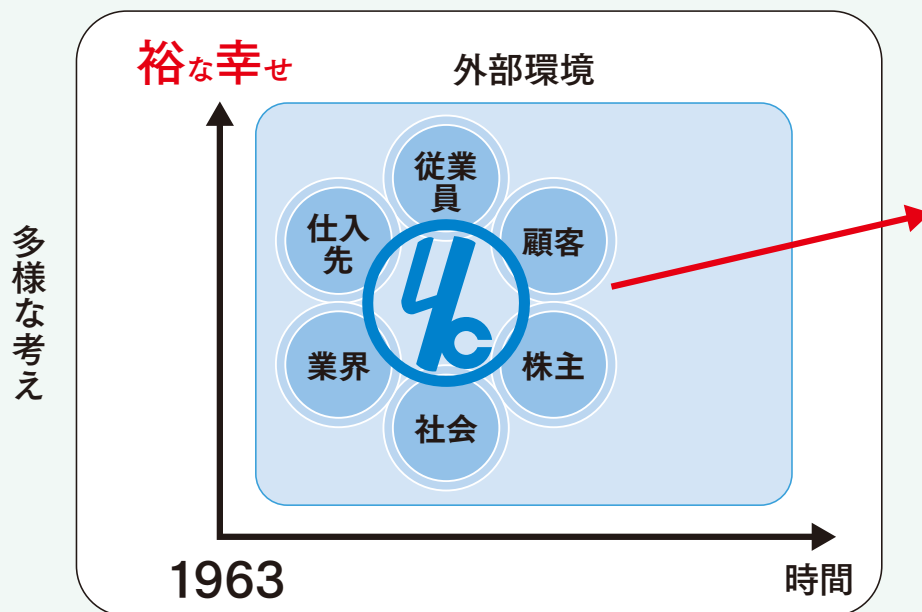 裕な幸せ
外部環境
従業
員
仕入
先
顧客
多様な考え
業界
株主
社会
1963
時間